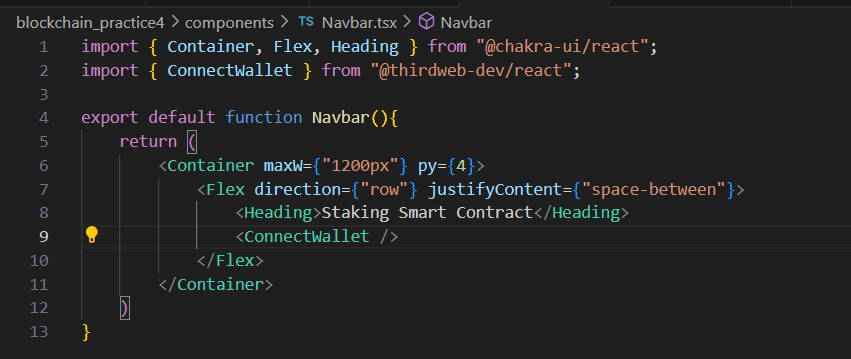 blockchain_practice4 > components > TS Navbar.tsx > Navbar
1 import { Container, Flex, Heading } from "@chakra-ui/react";
2 import { ConnectWallet } from "@thirdweb-dev/react";
3
4 export default function Navbar(){
5     return (
6         <Container maxW={"1200px"} py={4}>
7             <Flex direction={"row"} justifyContent={"space-between"}>
8                 <Heading>Staking Smart Contract</Heading>
9                 <ConnectWallet />
10             </Flex>
11         </Container>
12     )
13 }